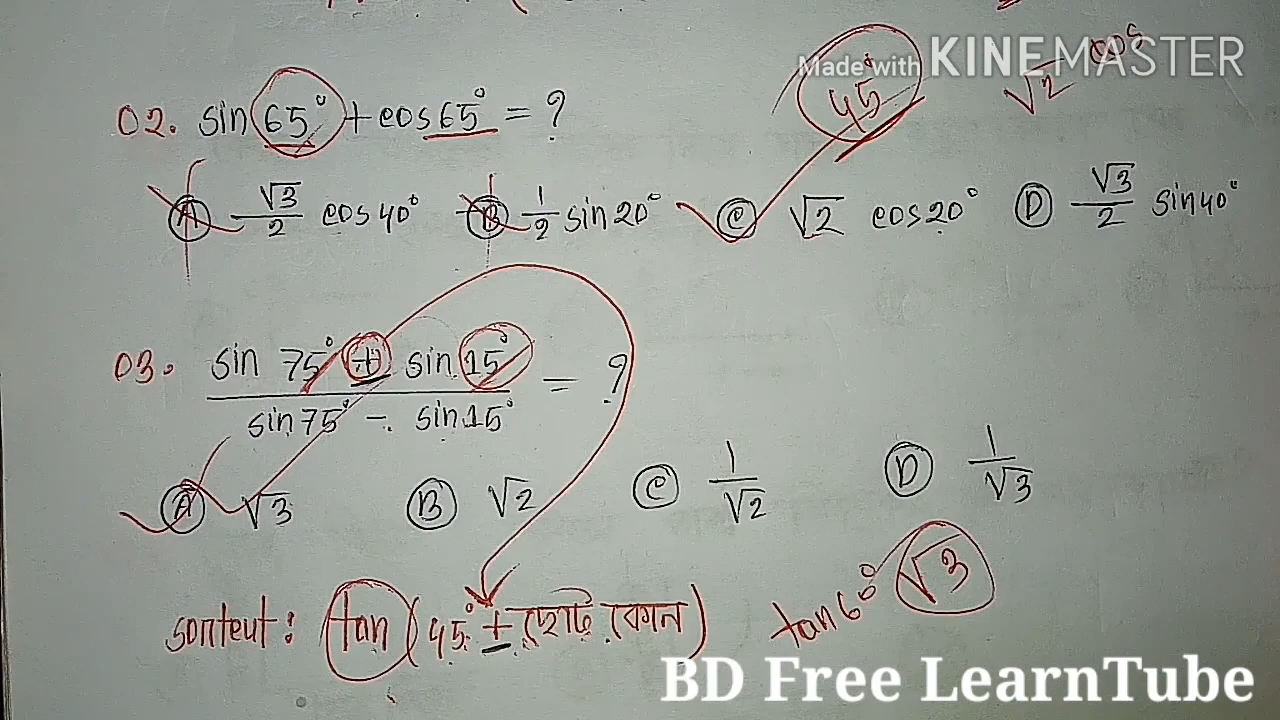 Made with KINEMASTER
45° √2 cos
02. sin 65° + cos 65° = ?
Ⓐ √3/2 cos 40° Ⓑ 1/2 sin 20° Ⓒ √2 cos 20° Ⓓ √3/2 sin 40°
03. (sin 75° + sin 15°)/(sin 75° - sin 15°) = ?
Ⓐ √3 Ⓑ √2 Ⓒ 1/√2 Ⓓ 1/√3
sonteut : tan (45° ± ছোট কোন) tan 60° √3
BD Free LearnTube